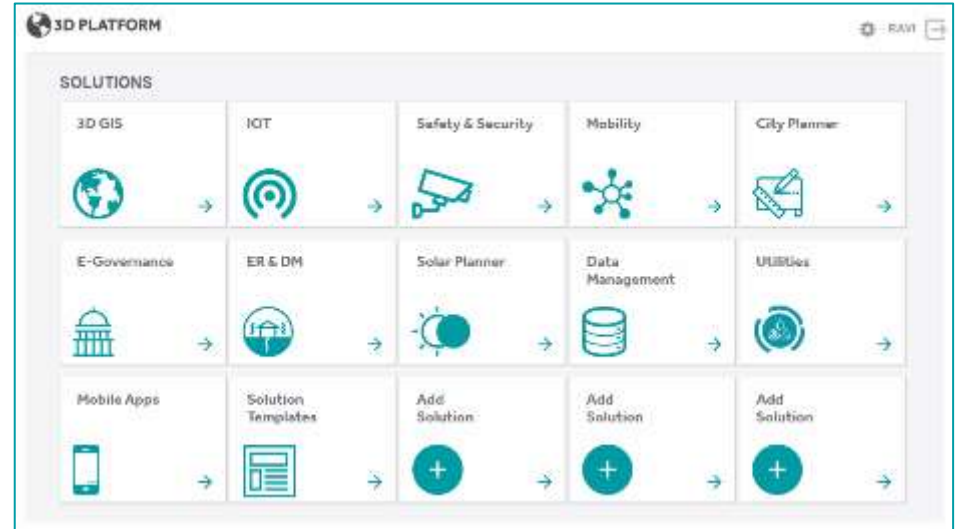 3D PLATFORM
RAVI
SOLUTIONS
3D GIS
IOT
Safety & Security
Mobility
City Planner
E-Governance
ER & DM
Solar Planner
Data
Management
Utilities
Mobile Apps
Solution
Templates
Add
Solution
Add
Solution
Add
Solution